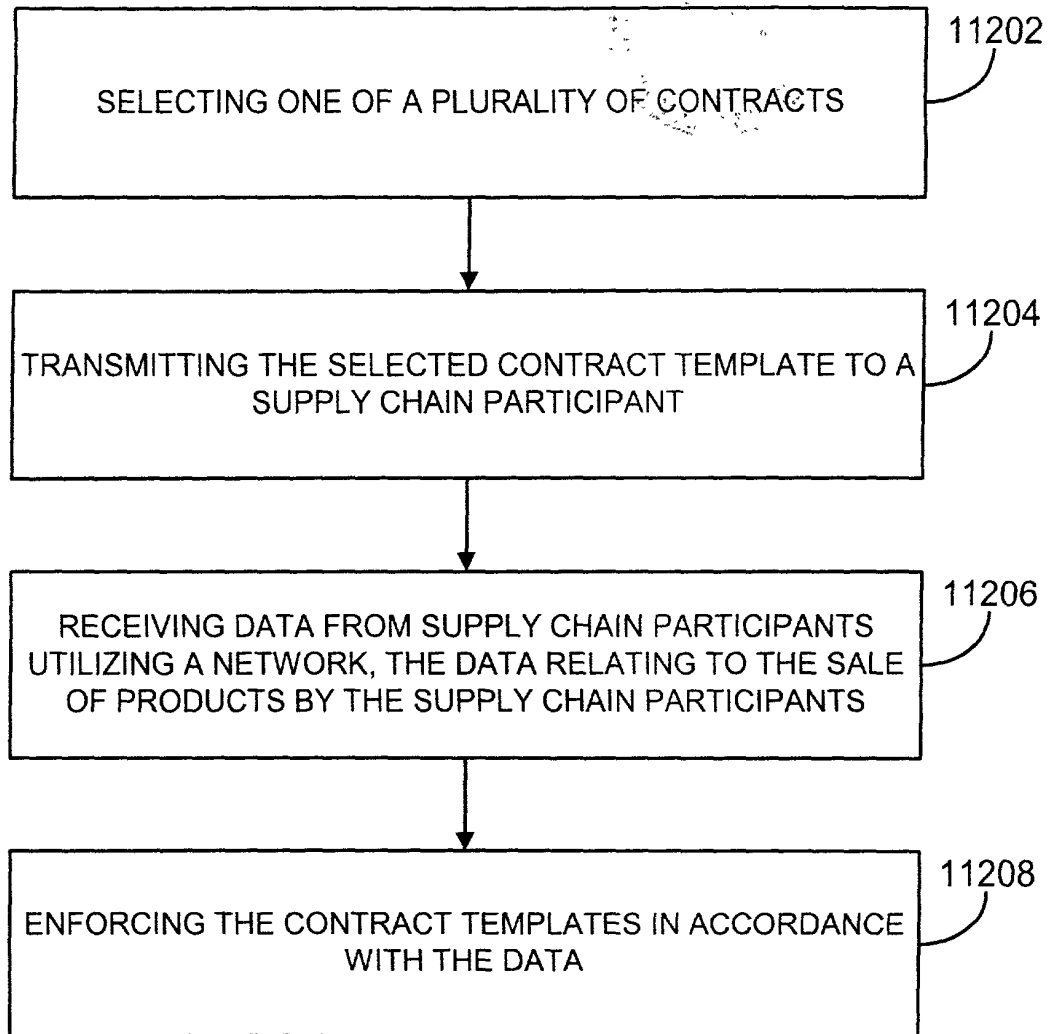 11202
SELECTING ONE OF A PLURALITY OF CONTRACTS
11204
TRANSMITTING THE SELECTED CONTRACT TEMPLATE TO A
SUPPLY CHAIN PARTICIPANT
11206
RECEIVING DATA FROM SUPPLY CHAIN PARTICIPANTS
UTILIZING A NETWORK, THE DATA RELATING TO THE SALE
OF PRODUCTS BY THE SUPPLY CHAIN PARTICIPANTS
11208
ENFORCING THE CONTRACT TEMPLATES IN ACCORDANCE
WITH THE DATA